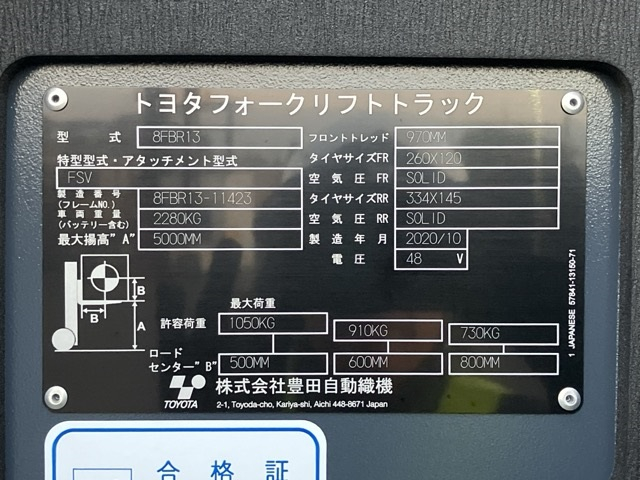 トヨタフォークリフトトラック
型式 8FBR13 フロントトレッド 970MM
特型型式・アタッチメント型式 タイヤサイズFR 260X120
FSV 空気圧FR SOLID
製造番号 (フレームNO.) 8FBR13-11423 タイヤサイズRR 334X145
車両重量 (バッテリー含む) 2280KG 空気圧RR SOLID
最大揚高"A" 5000MM 製造年月 2020/10
電圧 48 V
B
B
A
最大荷重
許容荷重 1050KG 910KG 730KG
ロード
センター"B" 500MM 600MM 800MM
TOYOTA 株式会社豊田自動織機
2-1, Toyoda-cho, Kariya-shi, Aichi 448-8671 Japan
1 JAPANESE 57841-13150-71
合格証